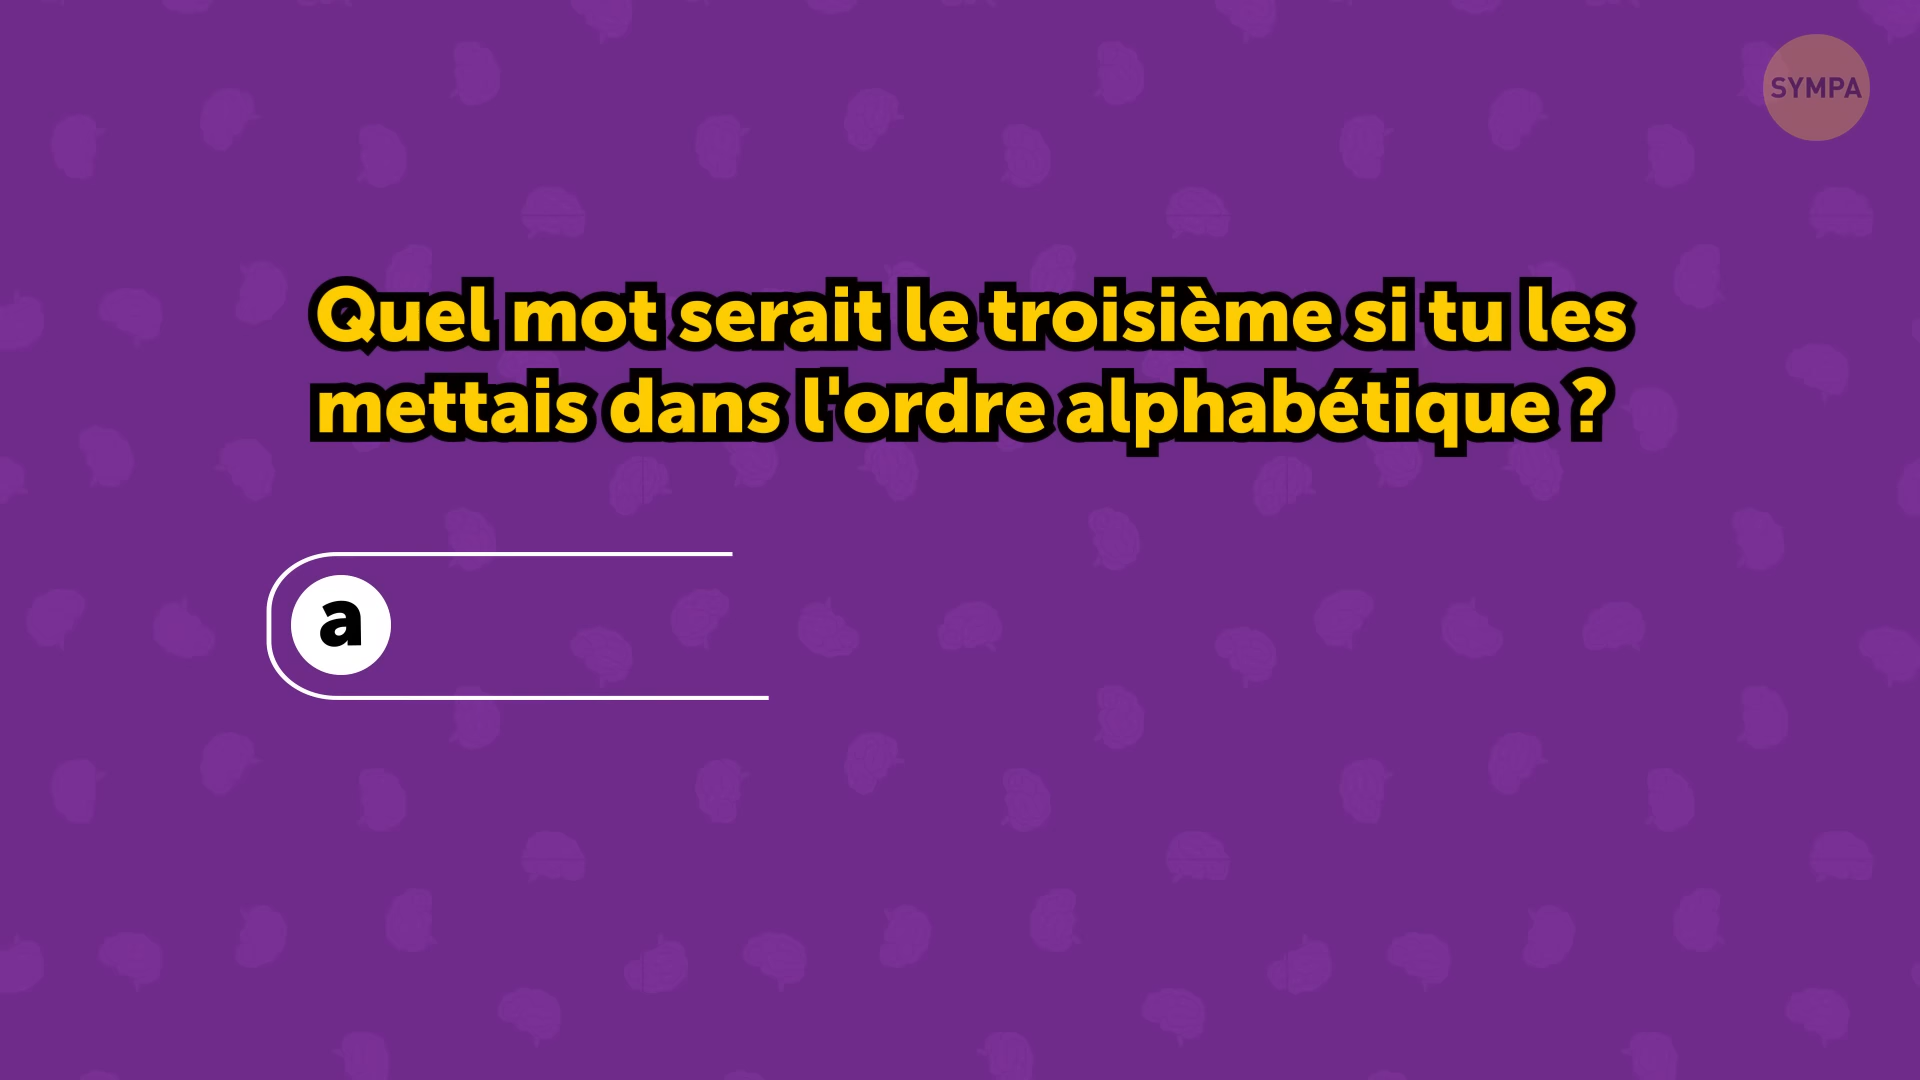 SYMPA
Quel mot serait le troisième si tu les
mettais dans l'ordre alphabétique ?
a